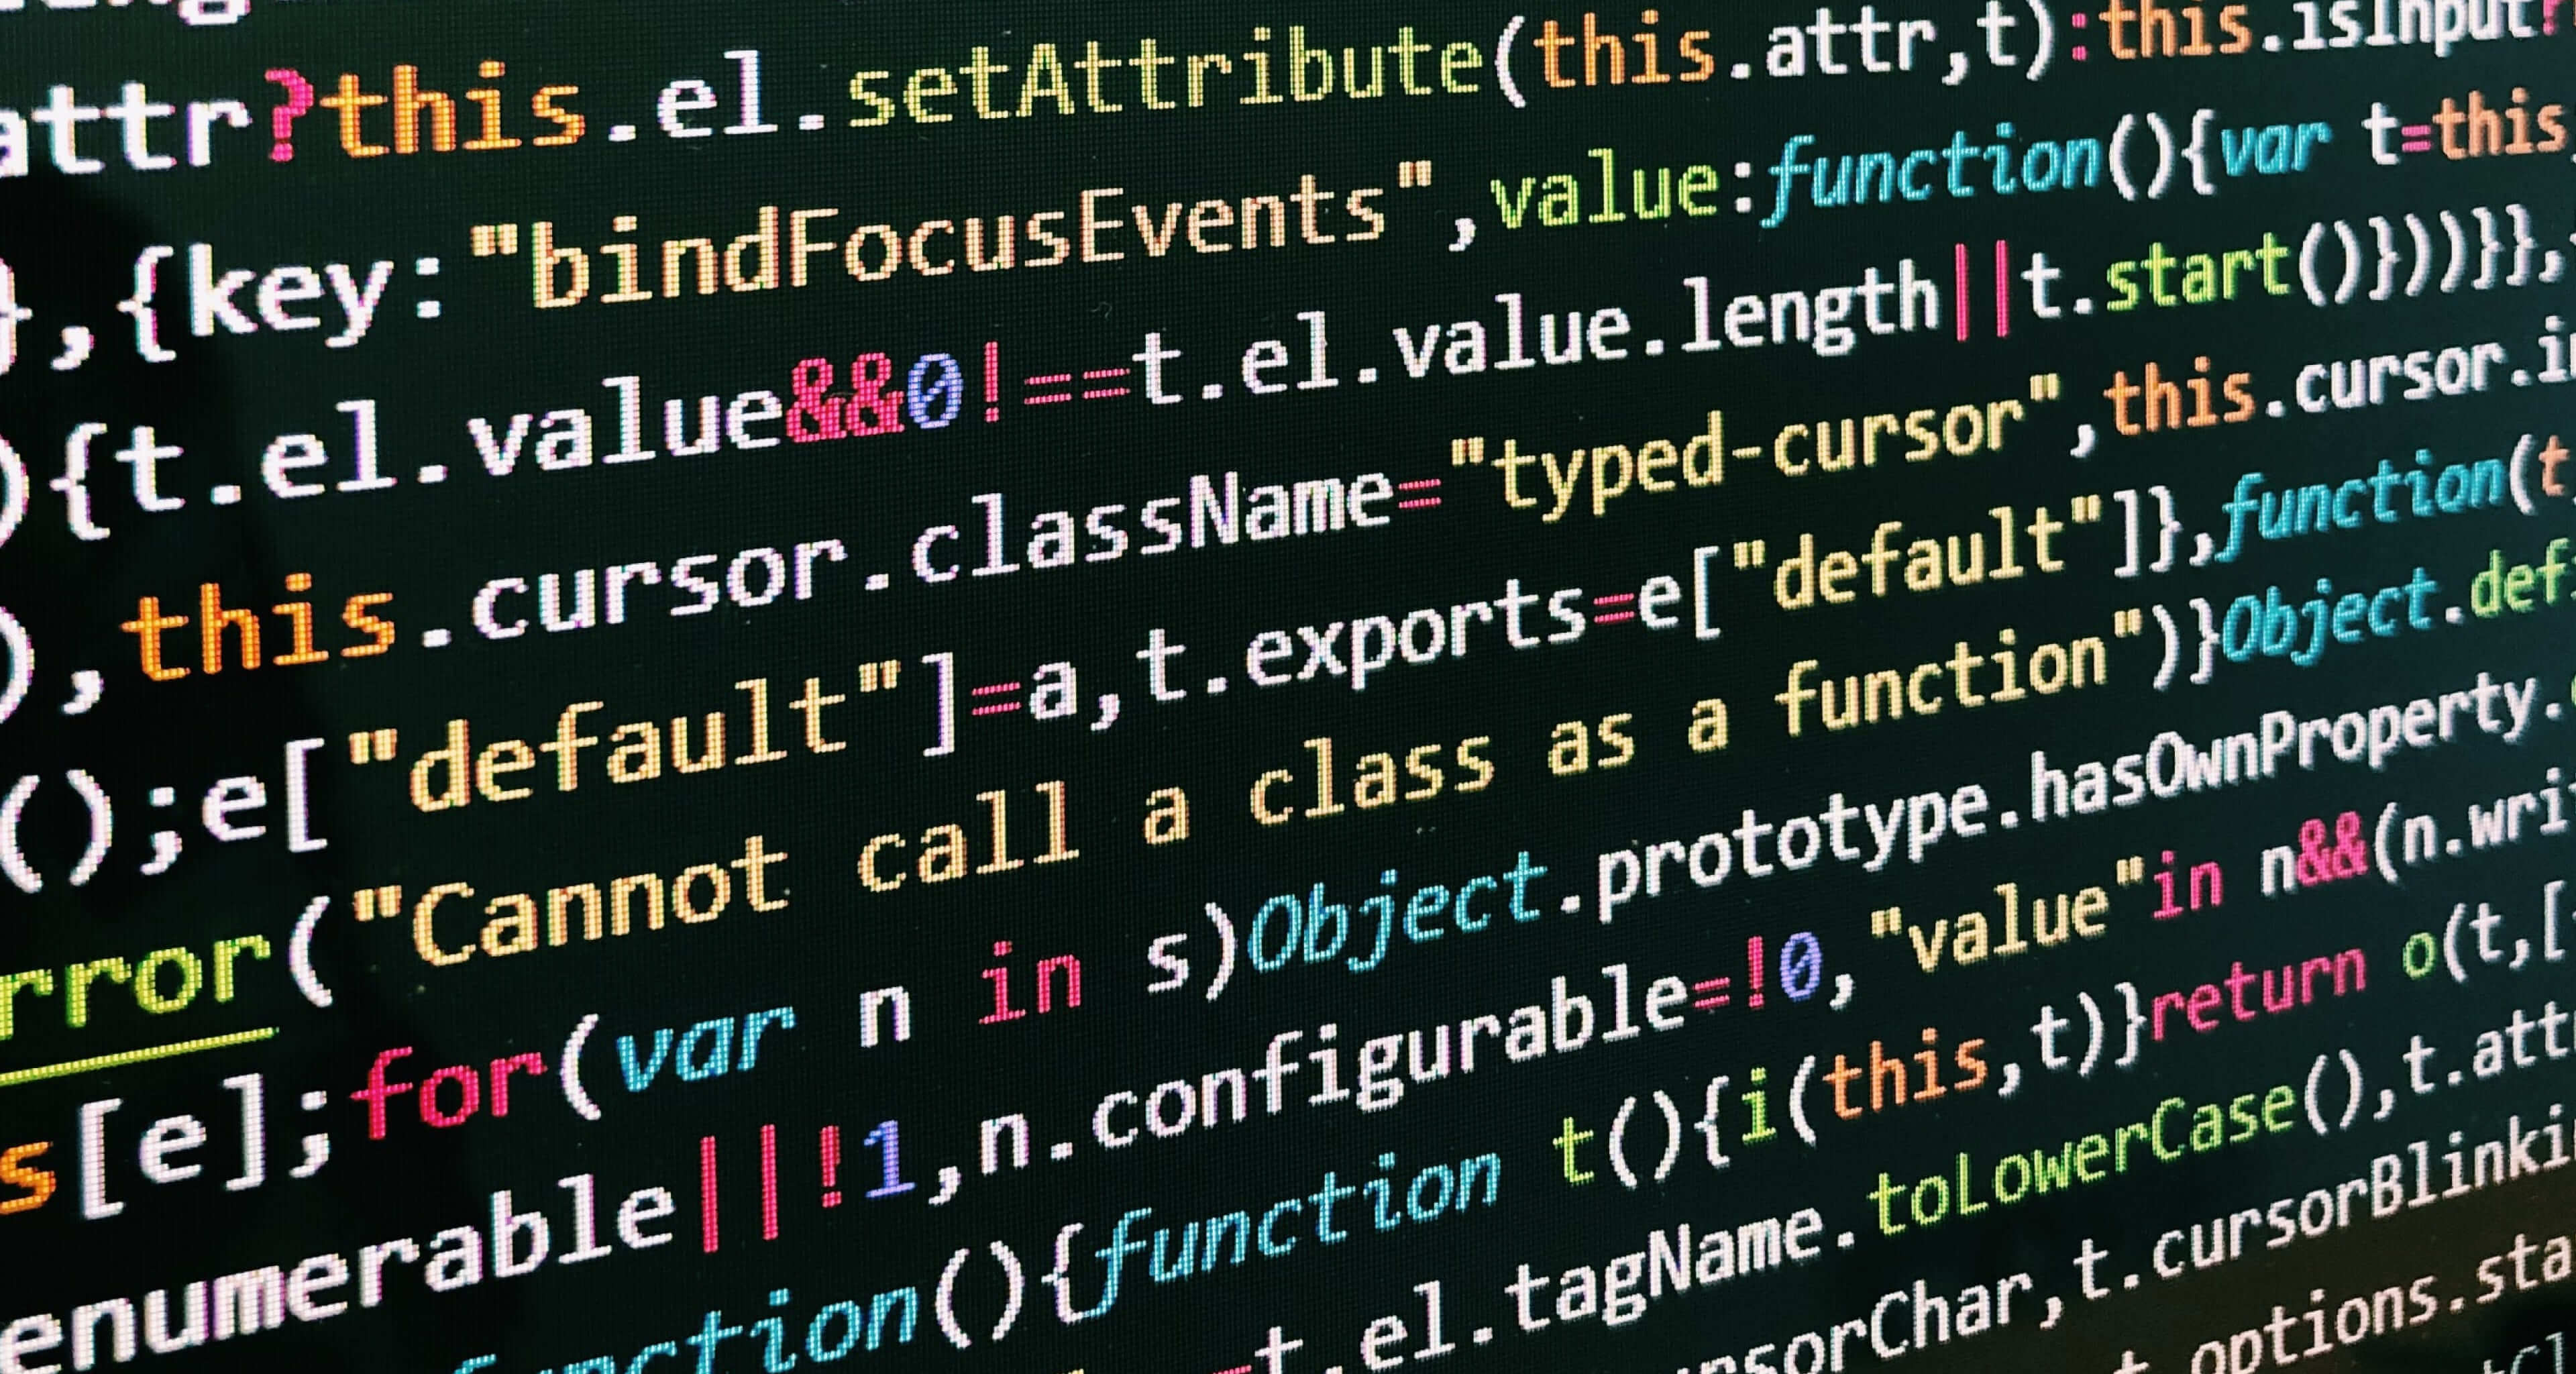 attr?this.el.setAttribute(this.attr,t):this.isInput?
},{key:"bindFocusEvents",value:function(){var t=this.
){t.el.value&&0!==t.el.value.length||t.start()}))}},
),this.cursor.className="typed-cursor",this.cursor.in
();e["default"]=a,t.exports=e["default"]},function(t,
rror("Cannot call a class as a function")}Object.def
s[e];for(var n in s)Object.prototype.hasOwnProperty.
enumerable||!1,n.configurable=!0,"value"in n&&(n.wri
nction(){function t(){i(this,t)}return o(t,[
=t.el.tagName.toLowerCase(),t.att
rsorChar,t.cursorBlinki
t.options.sta